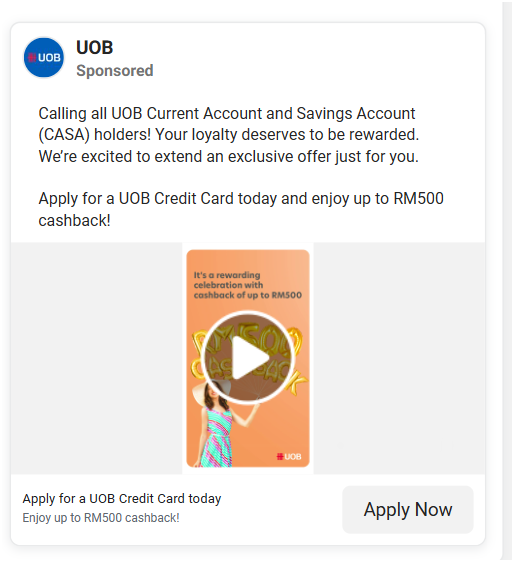 UOB
UOB
Sponsored
Calling all UOB Current Account and Savings Account
(CASA) holders! Your loyalty deserves to be rewarded.
We’re excited to extend an exclusive offer just for you.
Apply for a UOB Credit Card today and enjoy up to RM500
cashback!
It's a rewarding
celebration with
cashback of up to RM500
RM500
CASHBACK
UOB
Apply for a UOB Credit Card today
Enjoy up to RM500 cashback!
Apply Now